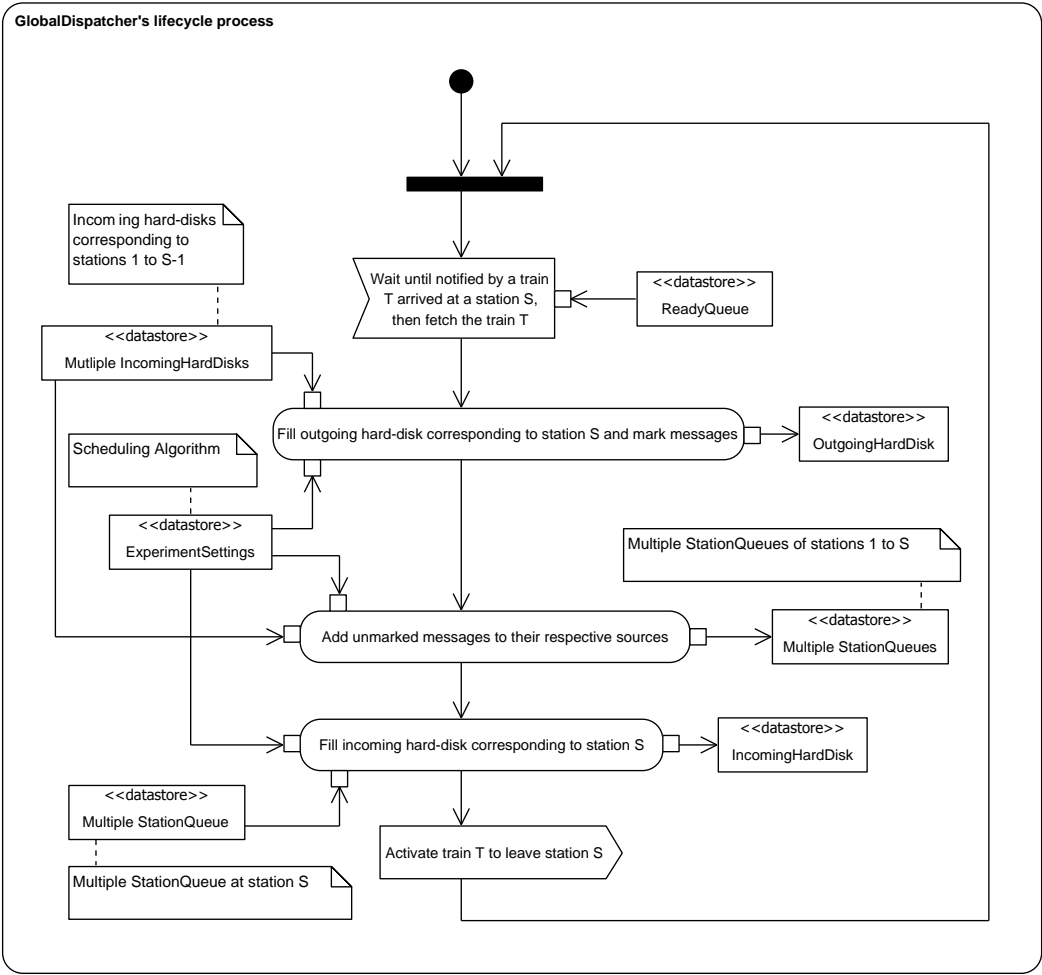 GlobalDispatcher's lifecycle process
Incom ing hard-disks
corresponding to
stations 1 to S-1
Wait until notified by a train
T arrived at a station S,
then fetch the train T
<<datastore>>
ReadyQueue
<<datastore>>
Mutliple IncomingHardDisks
Fill outgoing hard-disk corresponding to station S and mark messages
<<datastore>>
OutgoingHardDisk
Scheduling Algorithm
<<datastore>>
ExperimentSettings
Multiple StationQueues of stations 1 to S
Add unmarked messages to their respective sources
<<datastore>>
Multiple StationQueues
Fill incoming hard-disk corresponding to station S
<<datastore>>
IncomingHardDisk
<<datastore>>
Multiple StationQueue
Activate train T to leave station S
Multiple StationQueue at station S